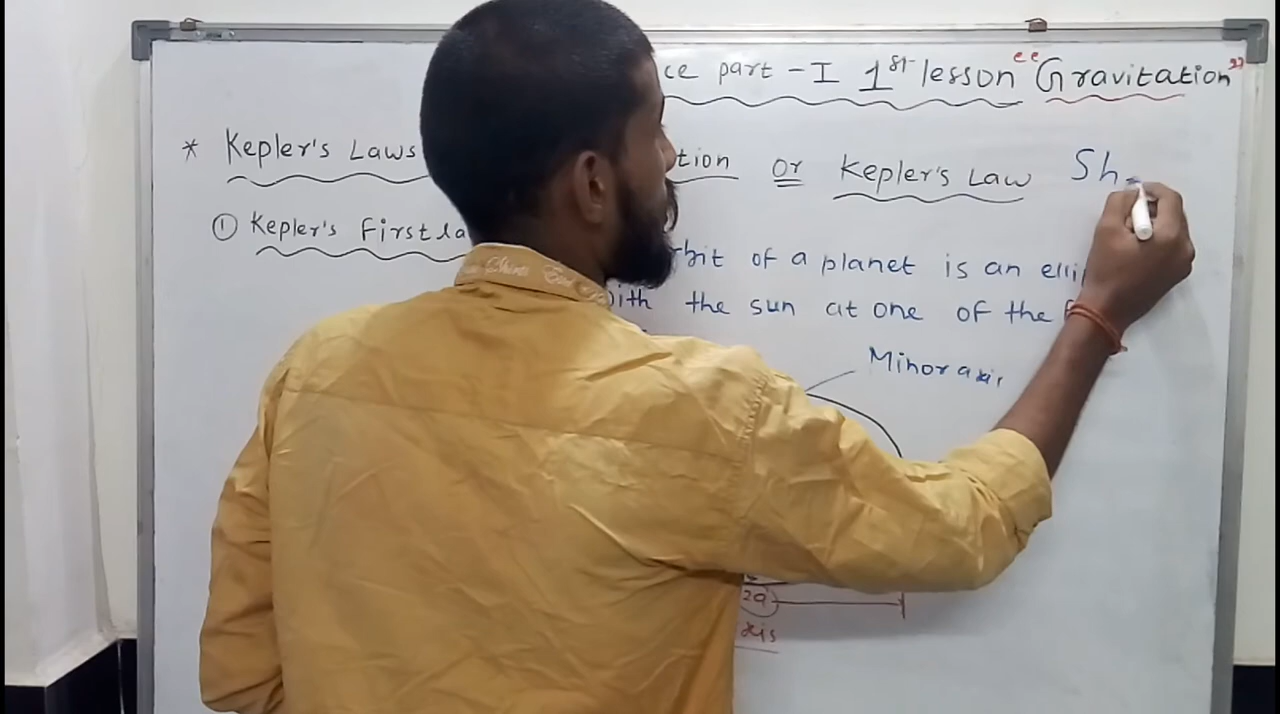 ce part - I 1st lesson "Gravitation"
* Kepler's Laws tion or Kepler's Law Sh
① Kepler's First la
rbit of a planet is an elli
ith the sun at one of the f
Minor axis
2a
xis